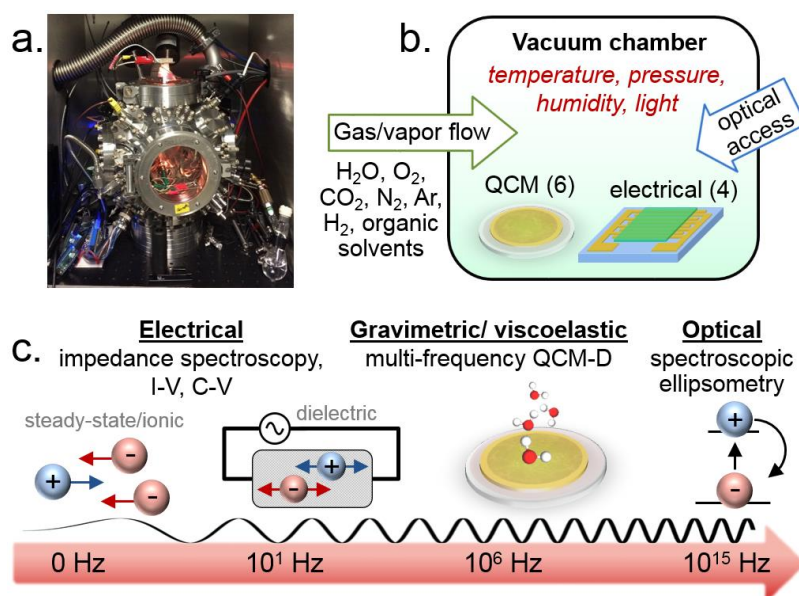 a.
b.
Vacuum chamber
temperature, pressure,
humidity, light
optical
access
Gas/vapor flow
H₂O, O₂,
CO₂, N₂, Ar,
H₂, organic
solvents
QCM (6)
electrical (4)
c.
Electrical
impedance spectroscopy,
I-V, C-V
Gravimetric/ viscoelastic
multi-frequency QCM-D
Optical
spectroscopic
ellipsometry
steady-state/ionic
dielectric
+
-
-
+
-
+
-
0 Hz
10¹ Hz
10⁶ Hz
10¹⁵ Hz